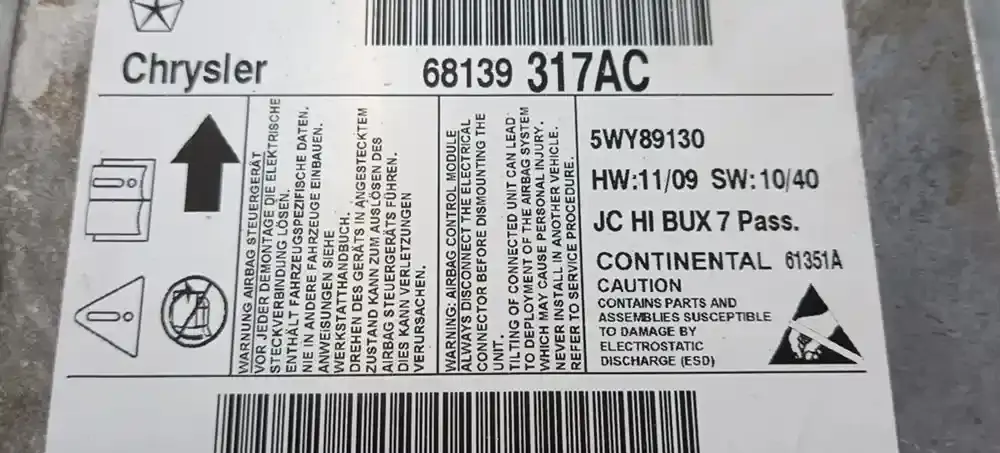 Chrysler
68139 317AC
WARNUNG AIRBAG STEUERGERÄT
VOR JEDER DEMONTAGE DIE ELEKTRISCHE
STECKVERBINDUNG LÖSEN.
ENTHÄLT FAHRZEUGSPEZIFISCHE DATEN.
NIE IN ANDERE FAHRZEUGE EINBAUEN.
ANWEISUNGEN SIEHE
WERKSTATTHANDBUCH.
DREHEN DES GERÄTS IN ANGESTECKTEM
ZUSTAND KANN ZUM AUSLÖSEN DES
AIRBAG STEUERGERÄTS FÜHREN.
DIES KANN VERLETZUNGEN
VERURSACHEN.
WARNING: AIRBAG CONTROL MODULE
ALWAYS DISCONNECT THE ELECTRICAL
CONNECTOR BEFORE DISMOUNTING THE
UNIT.
TILTING OF CONNECTED UNIT CAN LEAD
TO DEPLOYMENT OF THE AIRBAG SYSTEM
WHICH MAY CAUSE PERSONAL INJURY.
NEVER INSTALL IN ANOTHER VEHICLE.
REFER TO SERVICE PROCEDURE.
5WY89130
HW:11/09 SW:10/40
JC HI BUX 7 Pass.
CONTINENTAL 61351A
CAUTION
CONTAINS PARTS AND
ASSEMBLIES SUSCEPTIBLE
TO DAMAGE BY
ELECTROSTATIC
DISCHARGE (ESD)